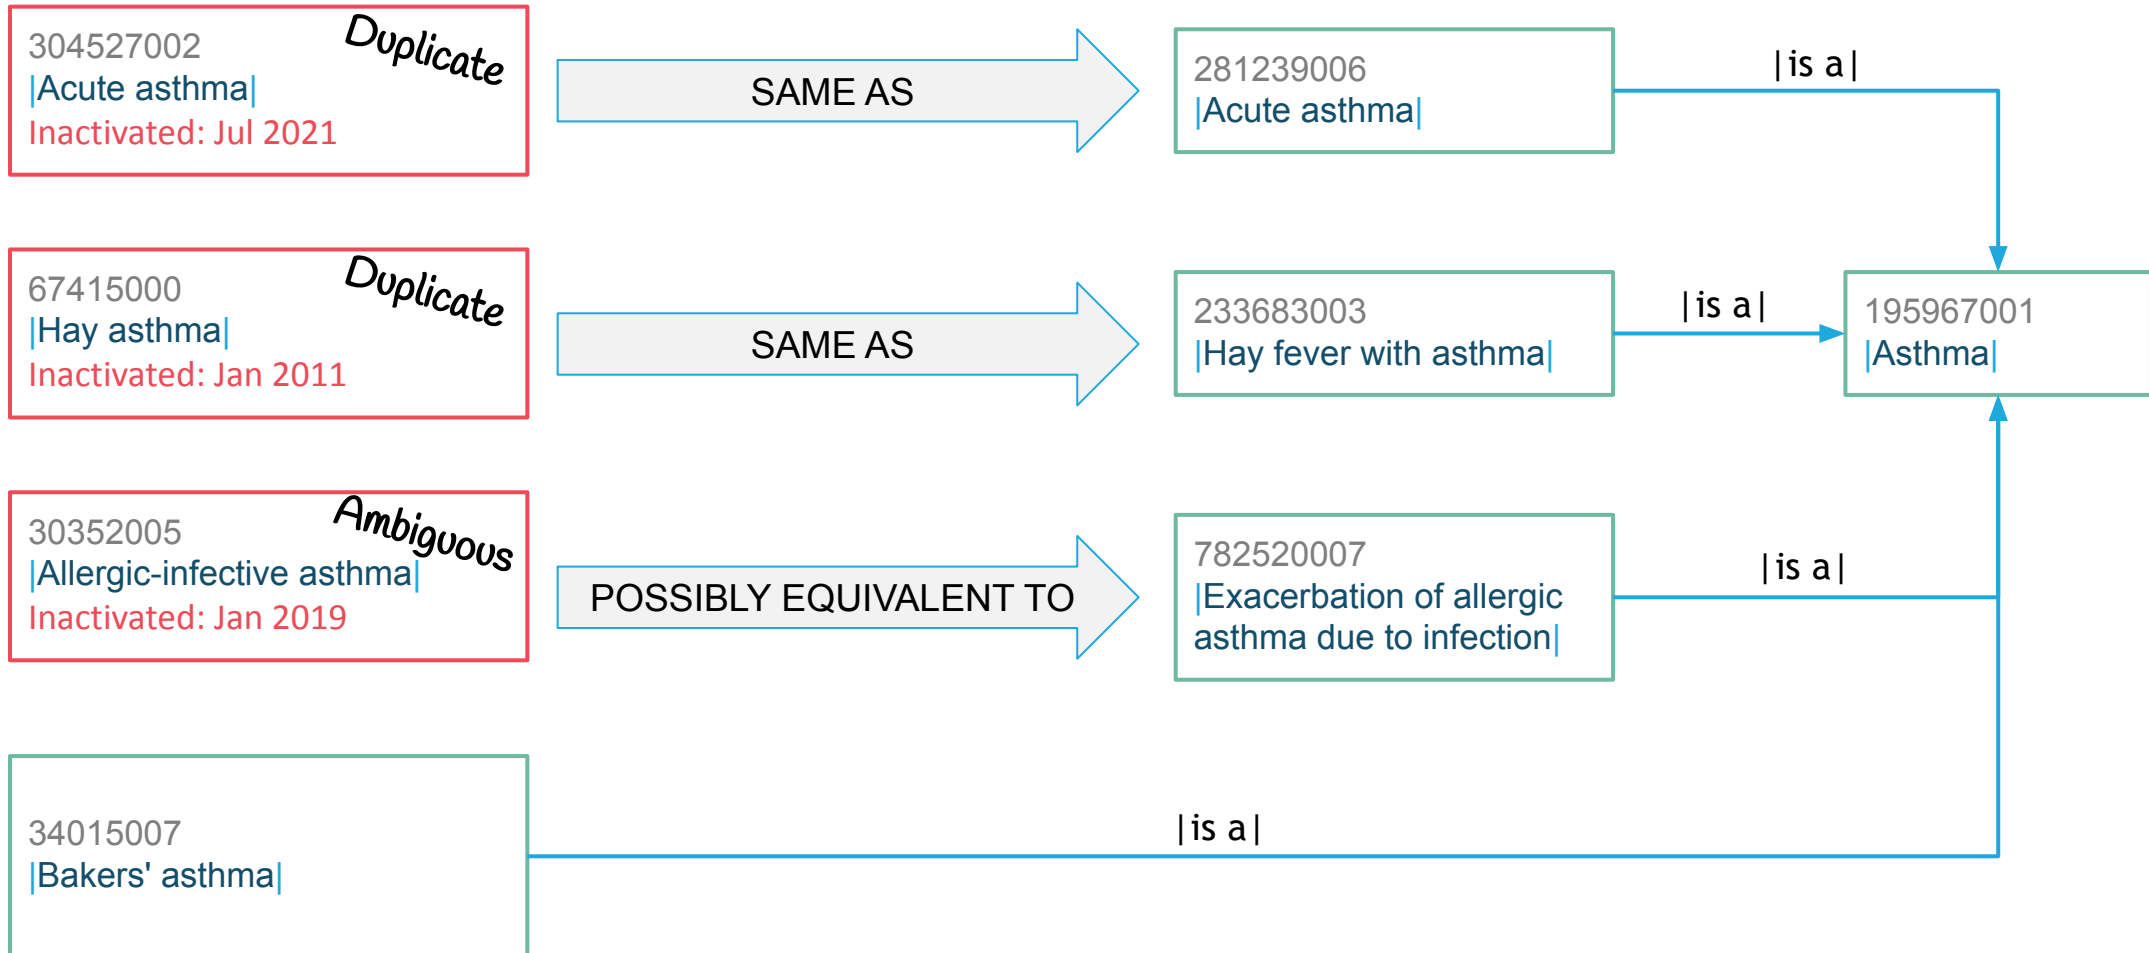 304527002
|Acute asthma|
Inactivated: Jul 2021
Duplicate
SAME AS
281239006
|Acute asthma|
|is a|
67415000
|Hay asthma|
Inactivated: Jan 2011
Duplicate
SAME AS
233683003
|Hay fever with asthma|
|is a|
195967001
|Asthma|
30352005
|Allergic-infective asthma|
Inactivated: Jan 2019
Ambiguous
POSSIBLY EQUIVALENT TO
782520007
|Exacerbation of allergic
asthma due to infection|
|is a|
34015007
|Bakers' asthma|
|is a|